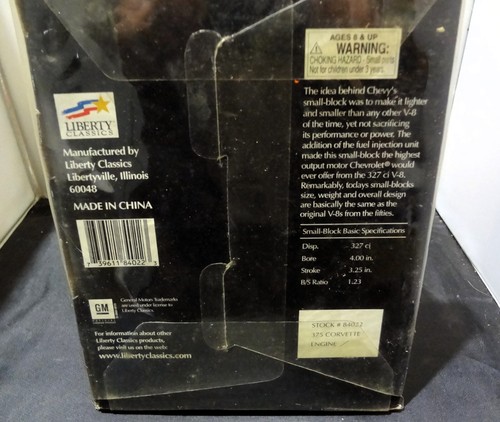 AGES 8 & UP
WARNING:
CHOKING HAZARD - Small parts
Not for children under 3 years.
LIBERTY
CLASSICS
Manufactured by
Liberty Classics
Libertyville, Illinois
60048
MADE IN CHINA
7 39611 84022 5
GM
General Motors Trademarks
are used under license to
Liberty Classics.
For information about other
Liberty Classics products,
please visit us on the web:
www.libertyclassics.com
The idea behind Chevy's
small-block was to make it lighter
and smaller than any other V-8
of the time, yet not sacrificing
its performance or power. The
addition of the fuel injection unit
made this small-block the highest
output motor Chevrolet® would
ever offer from the 327 ci V-8.
Remarkably, todays small-blocks
size, weight and overall design
are basically the same as the
original V-8s from the fifties.
Small-Block Basic Specifications
Disp. 327 ci
Bore 4.00 in.
Stroke 3.25 in.
B/S Ratio 1.23
STOCK # 84022
CORVETTE
ENGINE